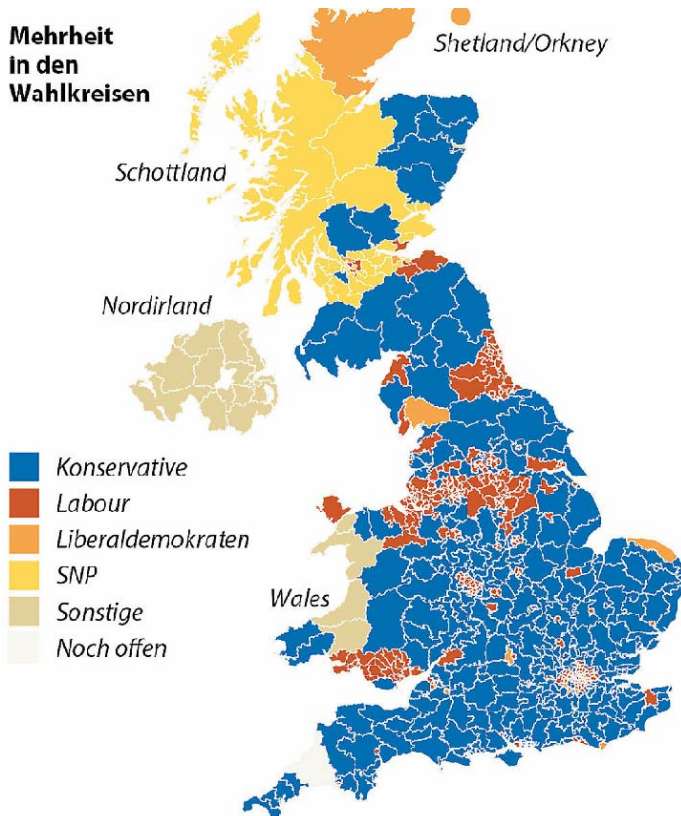 Mehrheit
in den
Wahlkreisen
Shetland/Orkney
Schottland
Nordirland
Konservative
Labour
Liberaldemokraten
SNP
Sonstige
Noch offen
Wales